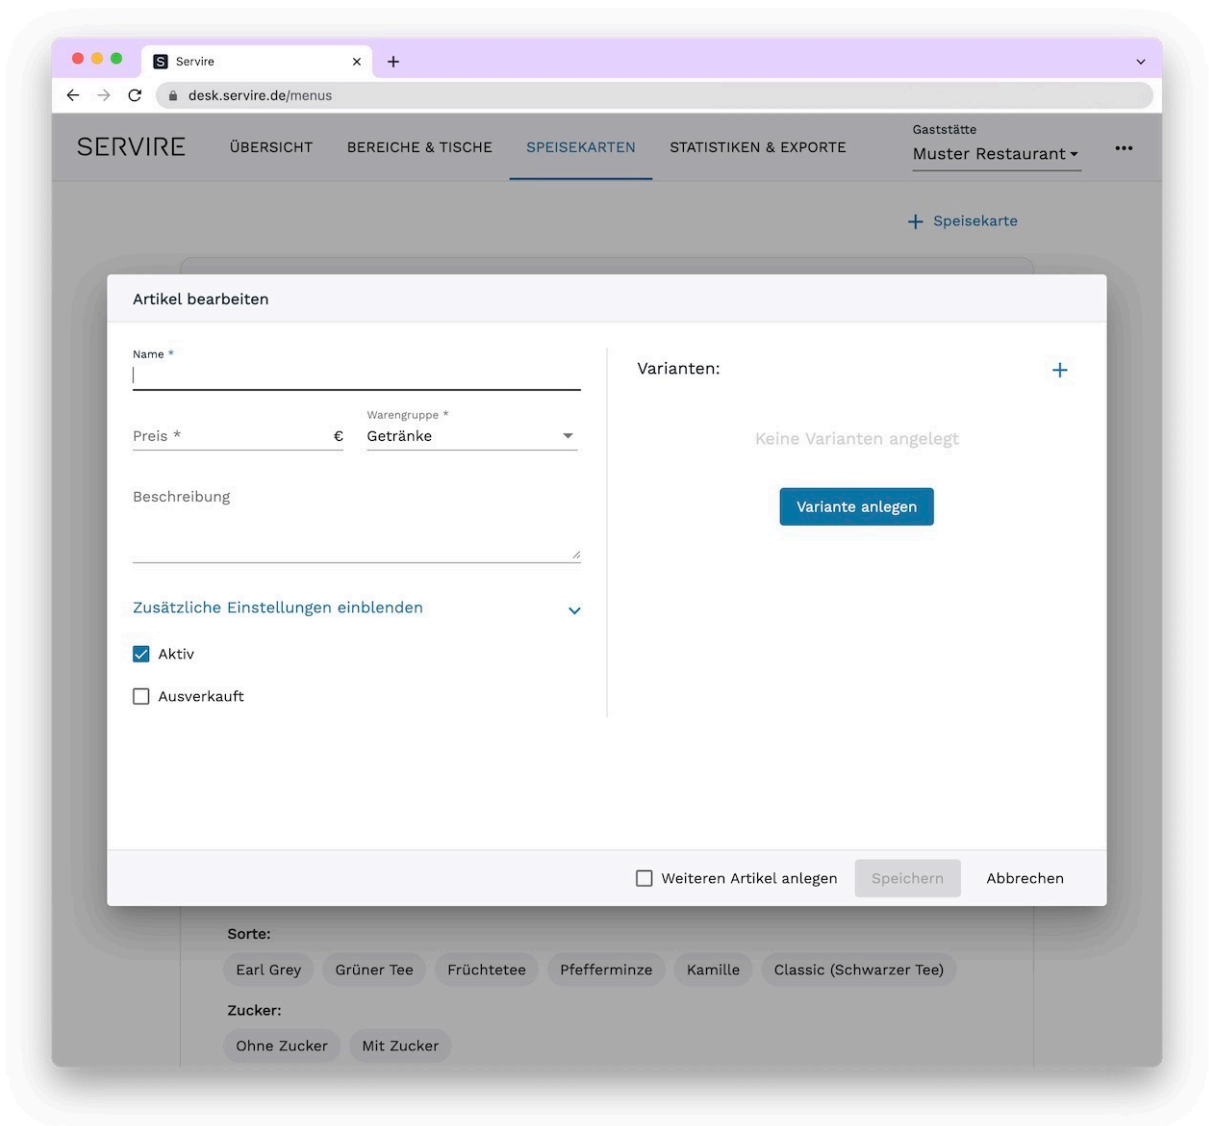 Servire
desk.servire.de/menus
SERVIRE ÜBERSICHT BEREICHE & TISCHE SPEISEKARTEN STATISTIKEN & EXPORTE
Gaststätte
Muster Restaurant
+ Speisekarte
Artikel bearbeiten
Name *
Preis * €
Warengruppe *
Getränke
Beschreibung
Zusätzliche Einstellungen einblenden
Aktiv
Ausverkauft
Varianten: +
Keine Varianten angelegt
Variante anlegen
Weiteren Artikel anlegen Speichern Abbrechen
Sorte:
Earl Grey Grüner Tee Früchtetee Pfefferminze Kamille Classic (Schwarzer Tee)
Zucker:
Ohne Zucker Mit Zucker